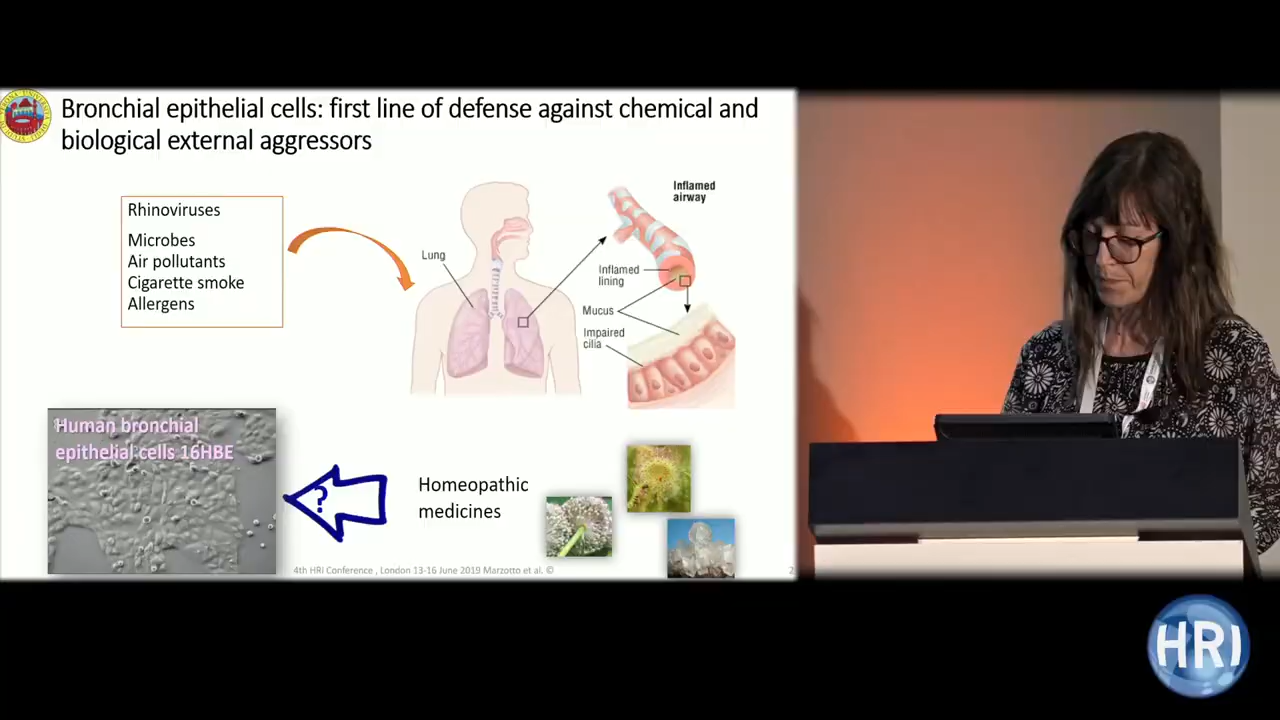 Bronchial epithelial cells: first line of defense against chemical and
biological external aggressors
Rhinoviruses
Microbes
Air pollutants
Cigarette smoke
Allergens
Lung
Inflamed
airway
Inflamed
lining
Mucus
Impaired
cilia
Human bronchial
epithelial cells 16HBE
?
Homeopathic
medicines
4th HRI Conference , London 13-16 June 2019 Marzotto et al. ©
2
HRI